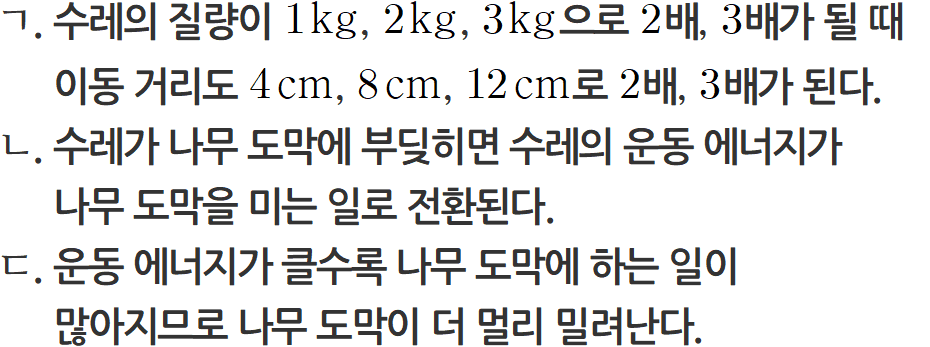 ㄱ. 수레의 질량이 1kg, 2kg, 3kg으로 2배, 3배가 될 때
이동 거리도 4cm, 8cm, 12cm로 2배, 3배가 된다.
ㄴ. 수레가 나무 도막에 부딪히면 수레의 운동 에너지가
나무 도막을 미는 일로 전환된다.
ㄷ. 운동 에너지가 클수록 나무 도막에 하는 일이
많아지므로 나무 도막이 더 멀리 밀려난다.